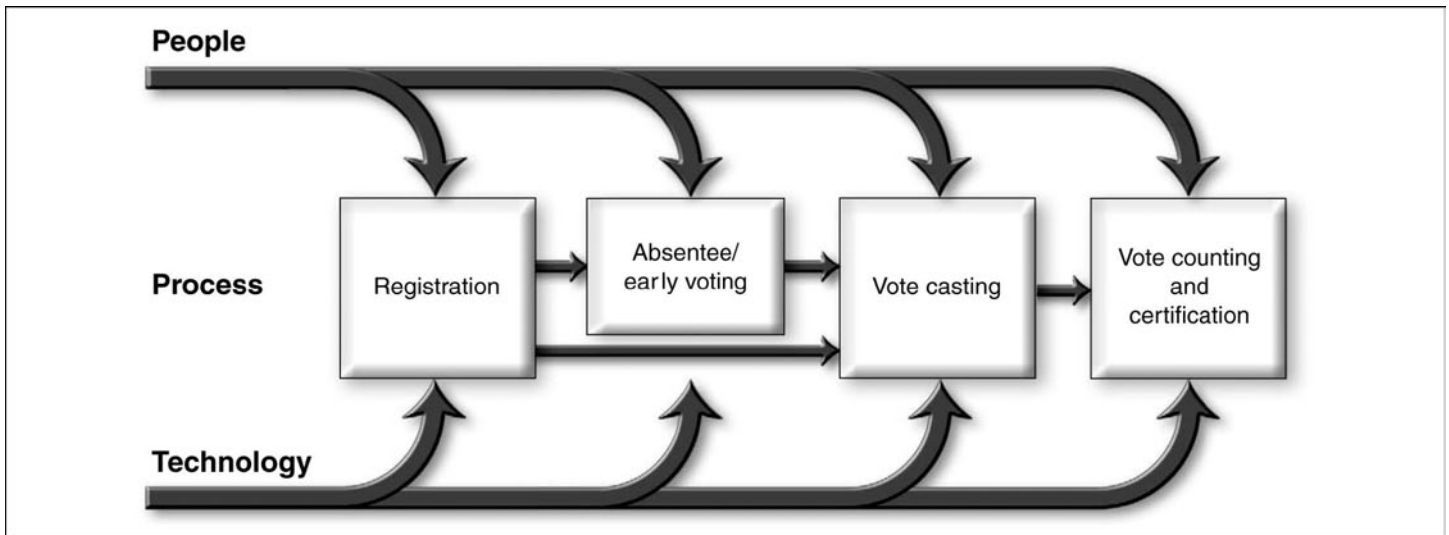 People
Process
Registration
Absentee/
early voting
Vote casting
Vote counting
and
certification
Technology